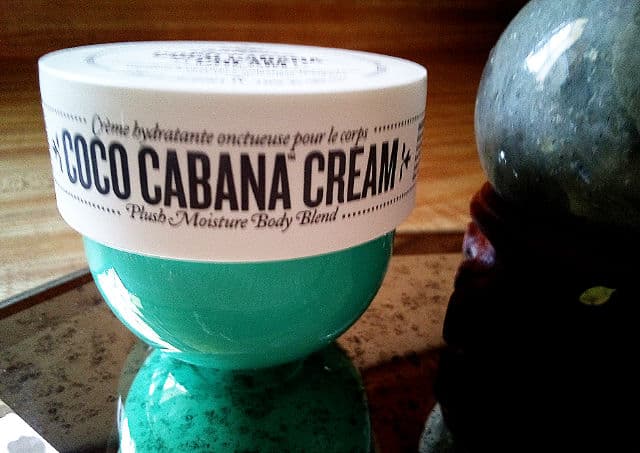 Crème hydratante onctueuse pour le corps
COCO CABANA CREAM
Plush Moisture Body Blend